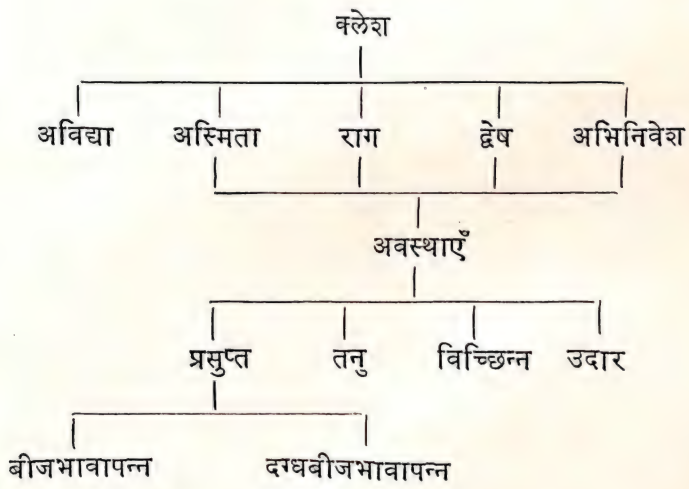 क्लेश
अविद्या अस्मिता राग द्वेष अभिनिवेश
अवस्थाएँ
प्रसुप्त तनु विच्छिन्न उदार
बीजभावापन्न दग्धबीजभावापन्न